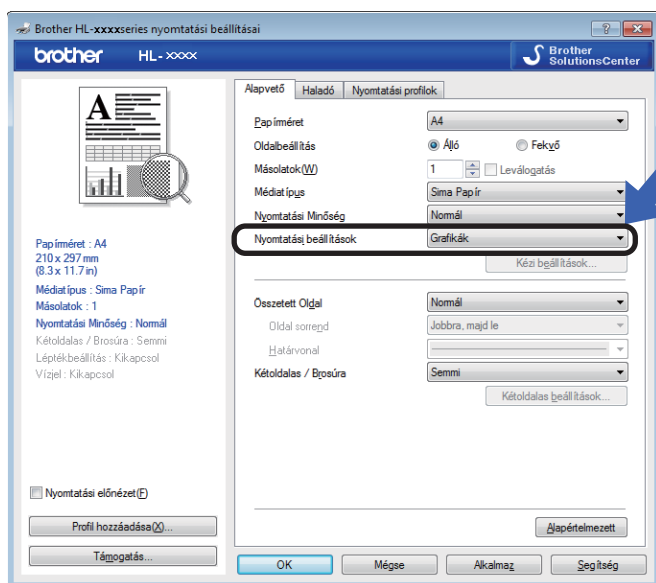 Brother HL-xxxxseries nyomtatási beállításai
brother HL-xxxx
Brother
SolutionsCenter
Alapvető Haladó Nyomtatási profilok
A
Papírméret A4
Oldalbeállítás Álló Fekvő
Másolatok(W) 1 Leválogatás
Médiatípus Sima Papír
Nyomtatási Minőség Normál
Nyomtatási beállítások Grafikák
Kézi beállítások...
Papírméret : A4
210 x 297 mm
(8.3 x 11.7 in)
Médiatípus : Sima Papír
Másolatok : 1
Nyomtatási Minőség : Normál
Kétoldalas / Brosúra : Semmi
Léptékbeállítás : Kikapcsol
Vízjel : Kikapcsol
Összetett Oldal Normál
Oldal sorrend Jobbra, majd le
Határvonal
Kétoldalas / Brosúra Semmi
Kétoldalas beállítások...
Nyomtatási előnézet(F)
Profil hozzáadása(X)...
Támogatás...
Alapértelmezett
OK Mégse Alkalmaz Segítség